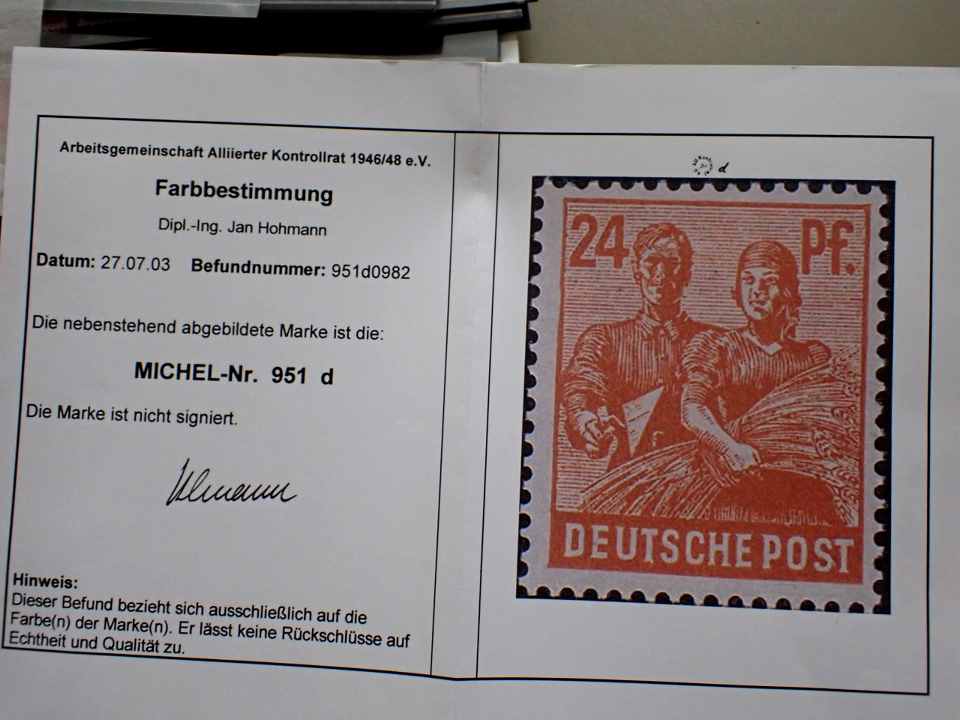 Arbeitsgemeinschaft Alliierter Kontrollrat 1946/48 e.V.
Farbbestimmung
Dipl.-Ing. Jan Hohmann
Datum: 27.07.03 Befundnummer: 951d0982
Die nebenstehend abgebildete Marke ist die:
MICHEL-Nr. 951 d
Die Marke ist nicht signiert.
Hinweis:
Dieser Befund bezieht sich ausschließlich auf die
Farbe(n) der Marke(n). Er lässt keine Rückschlüsse auf
Echtheit und Qualität zu.
d
24 Pf.
DEUTSCHE POST